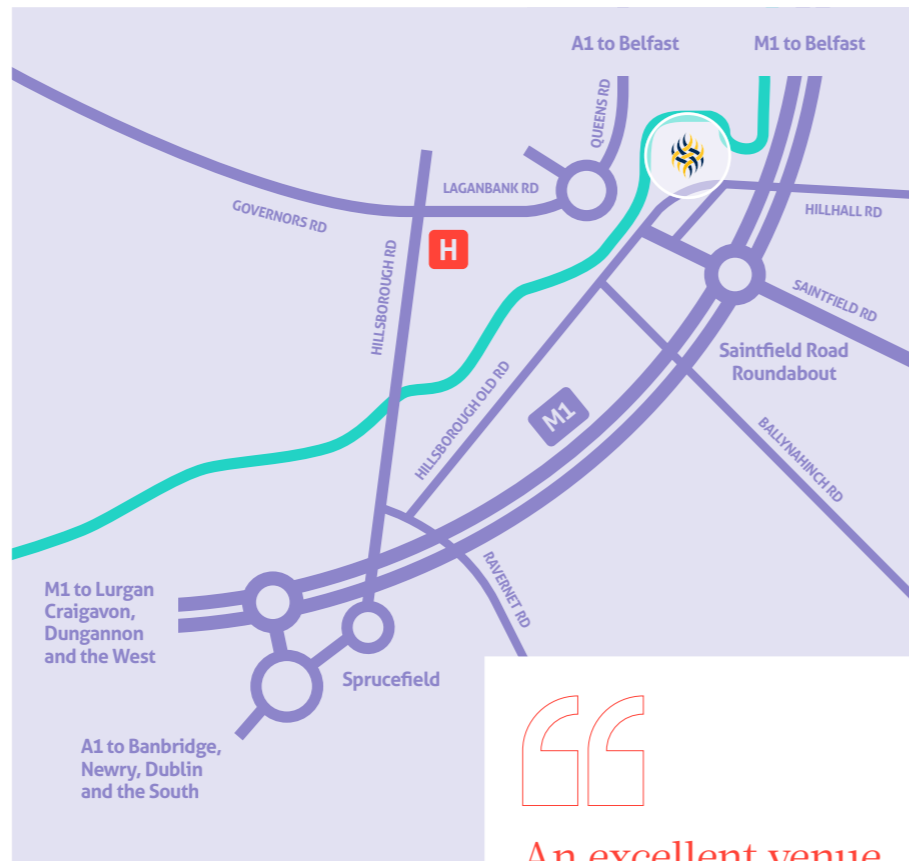 A1 to Belfast
M1 to Belfast
QUEENS RD
LAGANBANK RD
GOVERNORS RD
HILLHALL RD
H
HILLSBOROUGH RD
SAINTFIELD RD
Saintfield Road
Roundabout
HILLSBOROUGH OLD RD
M1
BALLYNAHINCH RD
RAVERNET RD
M1 to Lurgan
Craigavon,
Dungannon
and the West
Sprucefield
A1 to Banbridge,
Newry, Dublin
and the South
“
An excellent venue